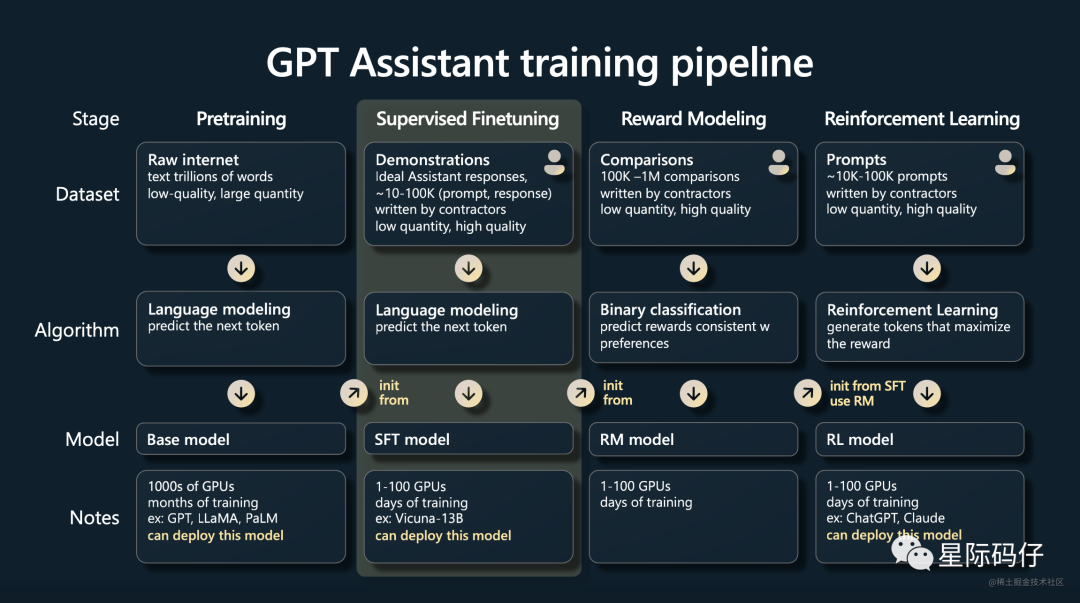 GPT Assistant training pipeline
Stage
Pretraining
Supervised Finetuning
Reward Modeling
Reinforcement Learning
Dataset
Raw internet
text trillions of words
low-quality, large quantity
Demonstrations
Ideal Assistant responses,
~10-100K (prompt, response)
written by contractors
low quantity, high quality
Comparisons
100K –1M comparisons
written by contractors
low quantity, high quality
Prompts
~10K-100K prompts
written by contractors
low quantity, high quality
Algorithm
Language modeling
predict the next token
Language modeling
predict the next token
Binary classification
predict rewards consistent w
preferences
Reinforcement Learning
generate tokens that maximize
the reward
init
from
init
from
init from SFT
use RM
Model
Base model
SFT model
RM model
RL model
Notes
1000s of GPUs
months of training
ex: GPT, LLaMA, PaLM
can deploy this model
1-100 GPUs
days of training
ex: Vicuna-13B
can deploy this model
1-100 GPUs
days of training
1-100 GPUs
days of training
ex: ChatGPT, Claude
can deploy this model
星际码仔
@稀土掘金技术社区